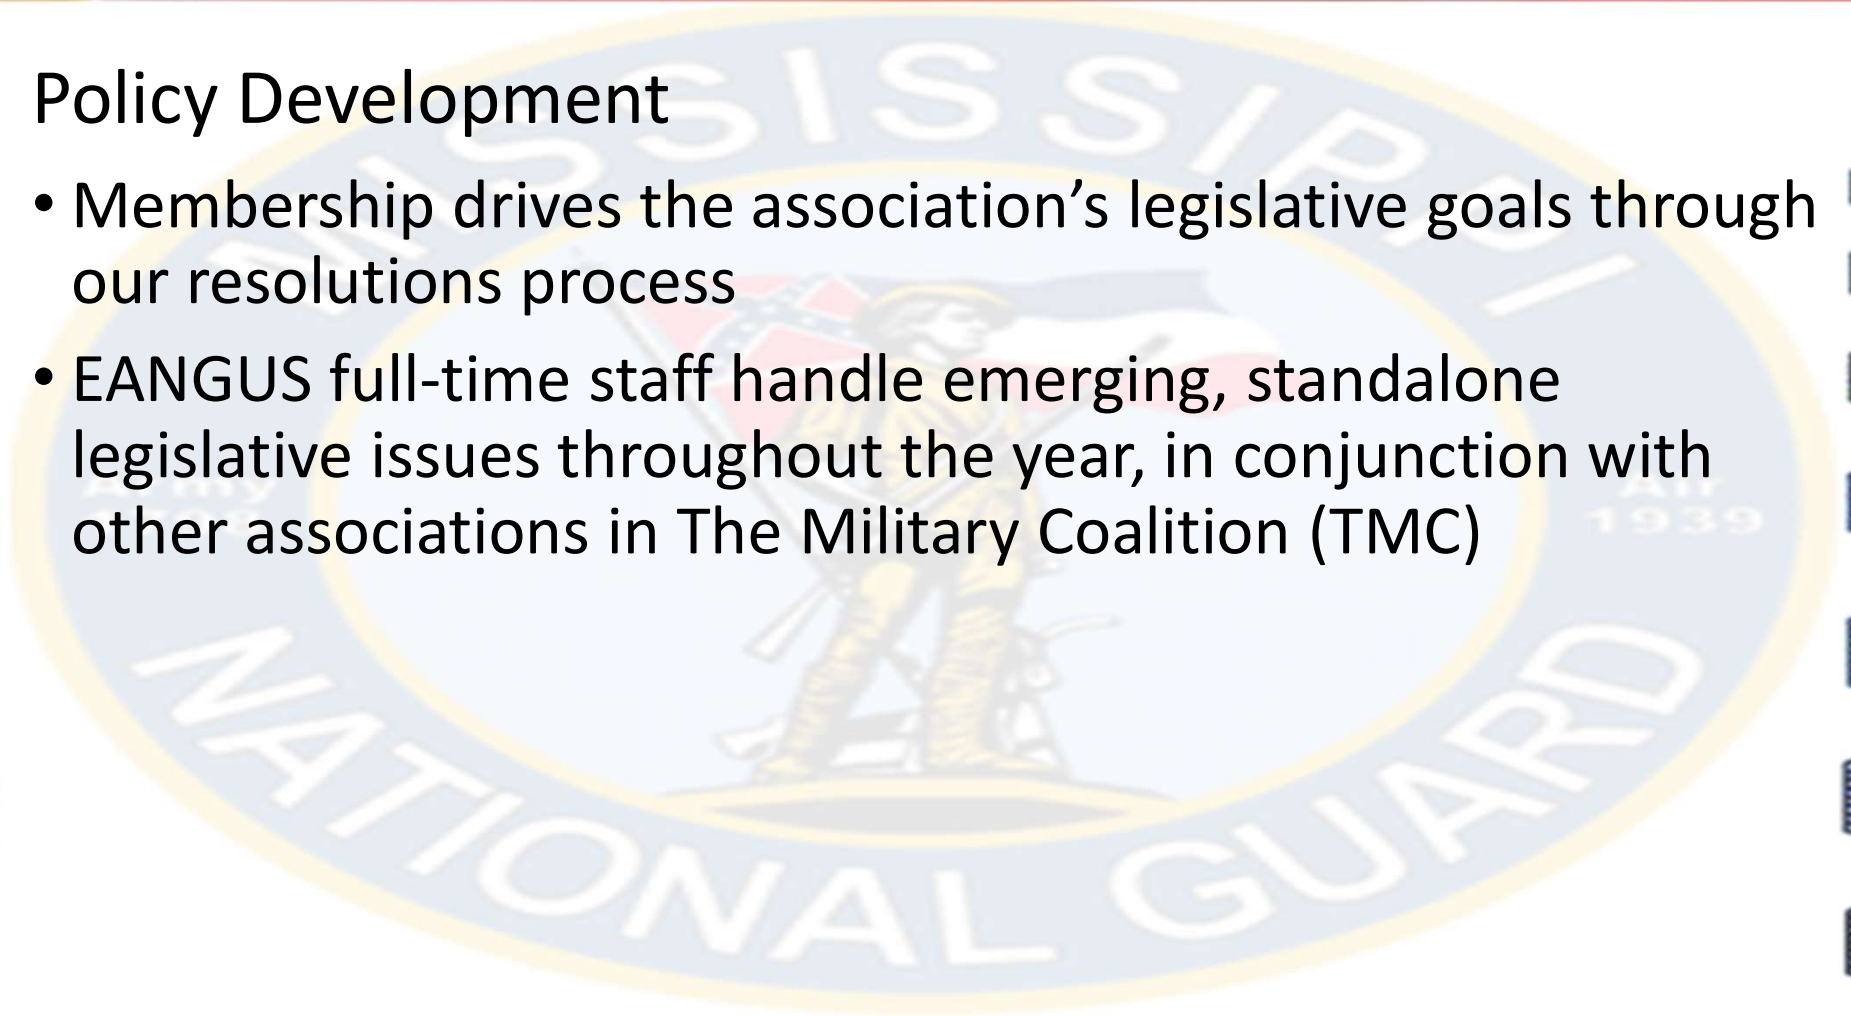 Policy Development
• Membership drives the association’s legislative goals through
our resolutions process
• EANGUS full-time staff handle emerging, standalone
legislative issues throughout the year, in conjunction with
other associations in The Military Coalition (TMC)
MISSISSIPPI
Army
Air
1939
NATIONAL GUARD